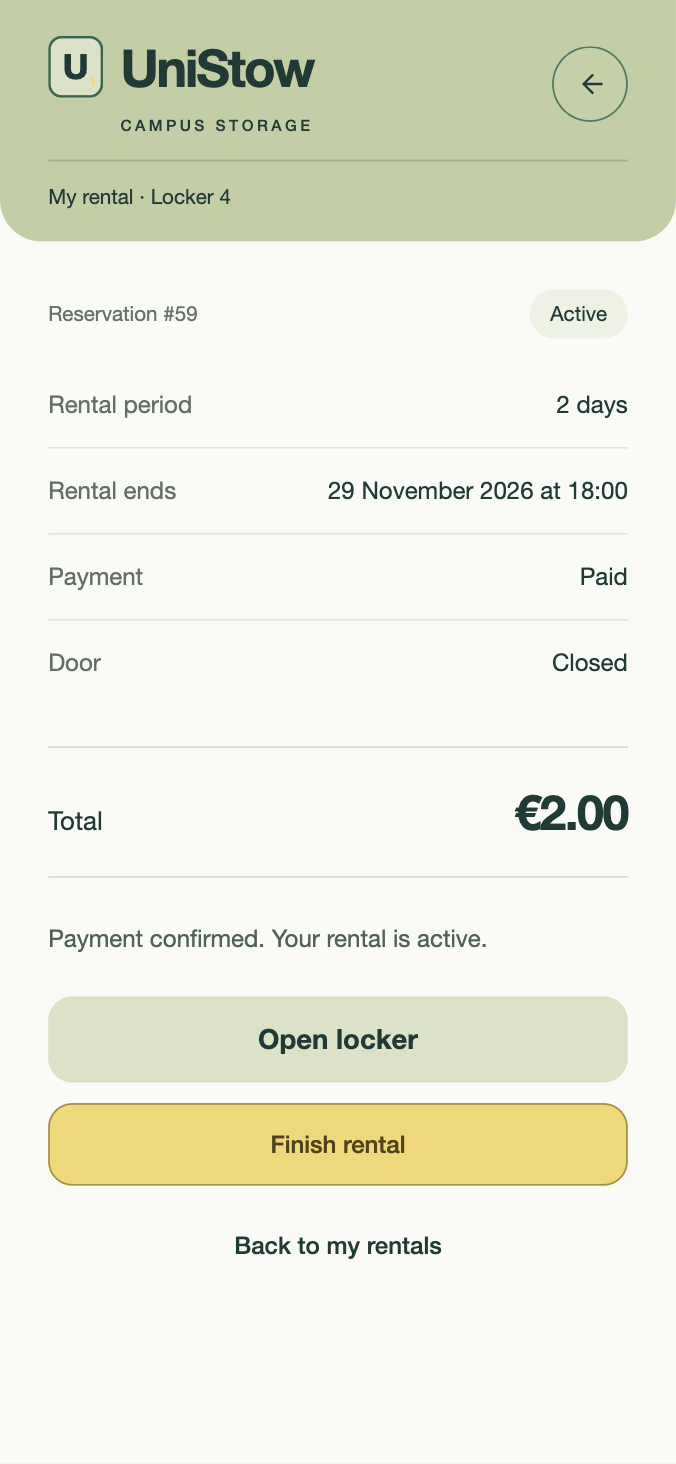 U UniStow
CAMPUS STORAGE
My rental · Locker 4
Reservation #59 Active
Rental period 2 days
Rental ends 29 November 2026 at 18:00
Payment Paid
Door Closed
Total €2.00
Payment confirmed. Your rental is active.
Open locker
Finish rental
Back to my rentals